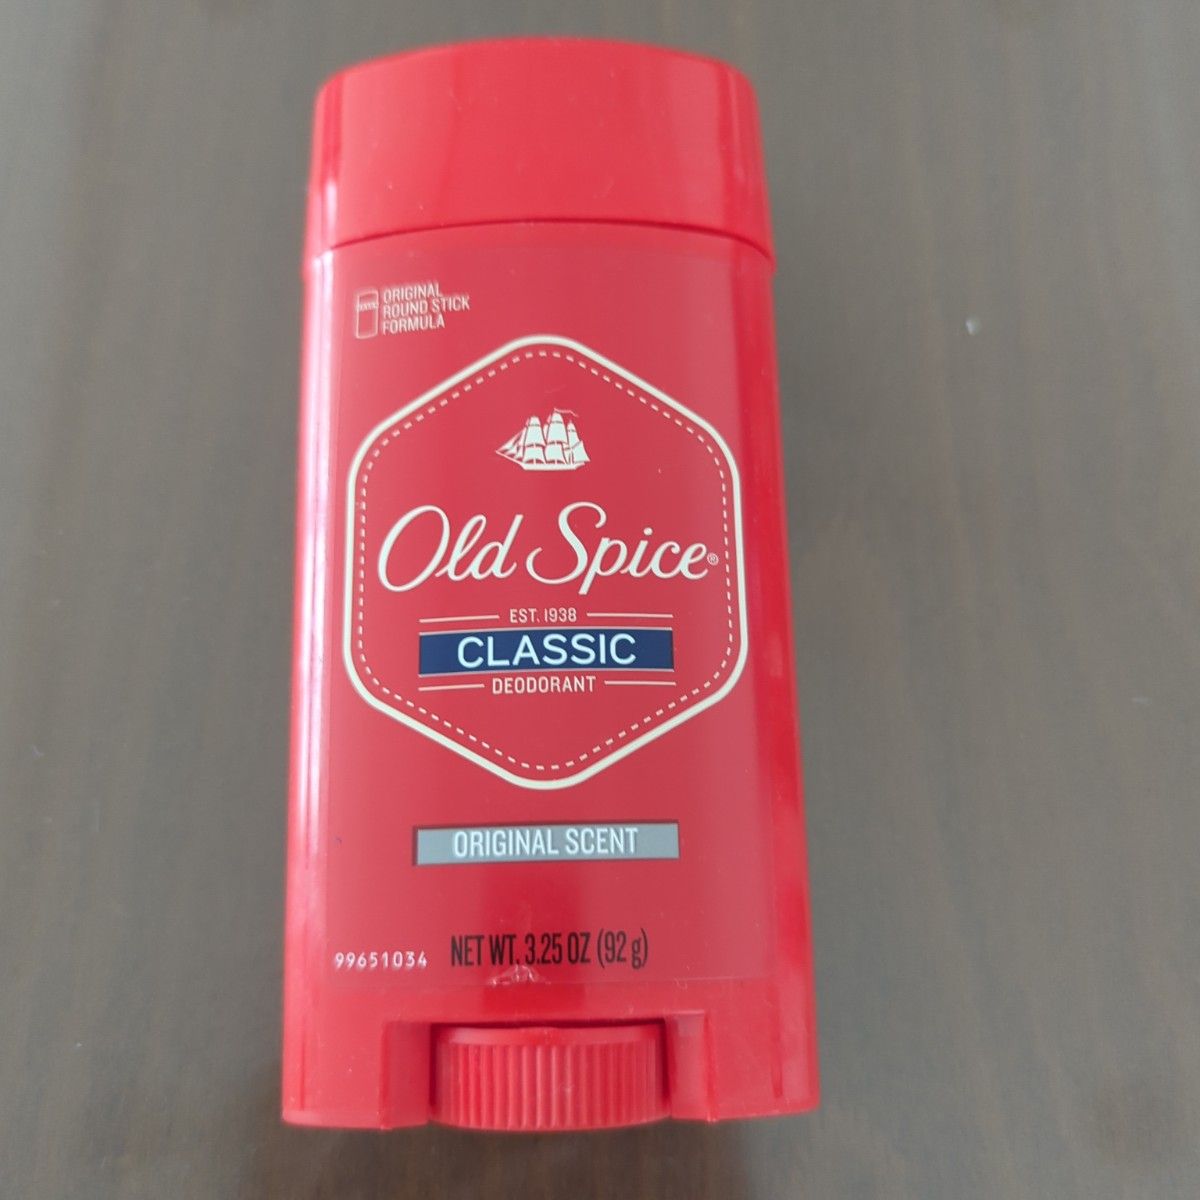 ORIGINAL
ROUND STICK
FORMULA
Old Spice®
EST. 1938
CLASSIC
DEODORANT
ORIGINAL SCENT
99651034 NET WT. 3.25 OZ (92 g)